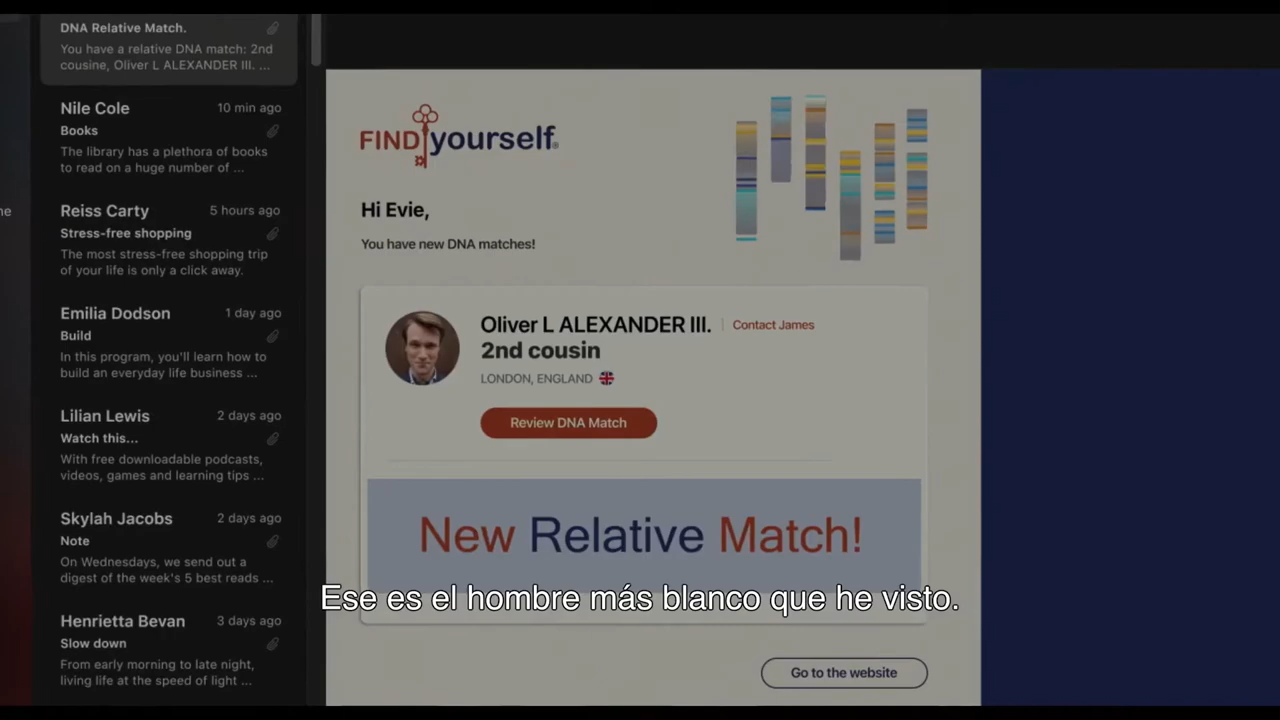 DNA Relative Match.
You have a relative DNA match: 2nd
cousine, Oliver L ALEXANDER III. ...
Nile Cole 10 min ago
Books
The library has a plethora of books
to read on a huge number of ...
Reiss Carty 5 hours ago
Stress-free shopping
The most stress-free shopping trip
of your life is only a click away.
Emilia Dodson 1 day ago
Build
In this program, you'll learn how to
build an everyday life business ...
Lilian Lewis 2 days ago
Watch this...
With free downloadable podcasts,
videos, games and learning tips ...
Skylah Jacobs 2 days ago
Note
On Wednesdays, we send out a
digest of the week's 5 best reads ...
Henrietta Bevan 3 days ago
Slow down
From early morning to late night,
living life at the speed of light ...
FINDyourself®
Hi Evie,
You have new DNA matches!
Oliver L ALEXANDER III. | Contact James
2nd cousin
LONDON, ENGLAND
Review DNA Match
New Relative Match!
Ese es el hombre más blanco que he visto.
Go to the website